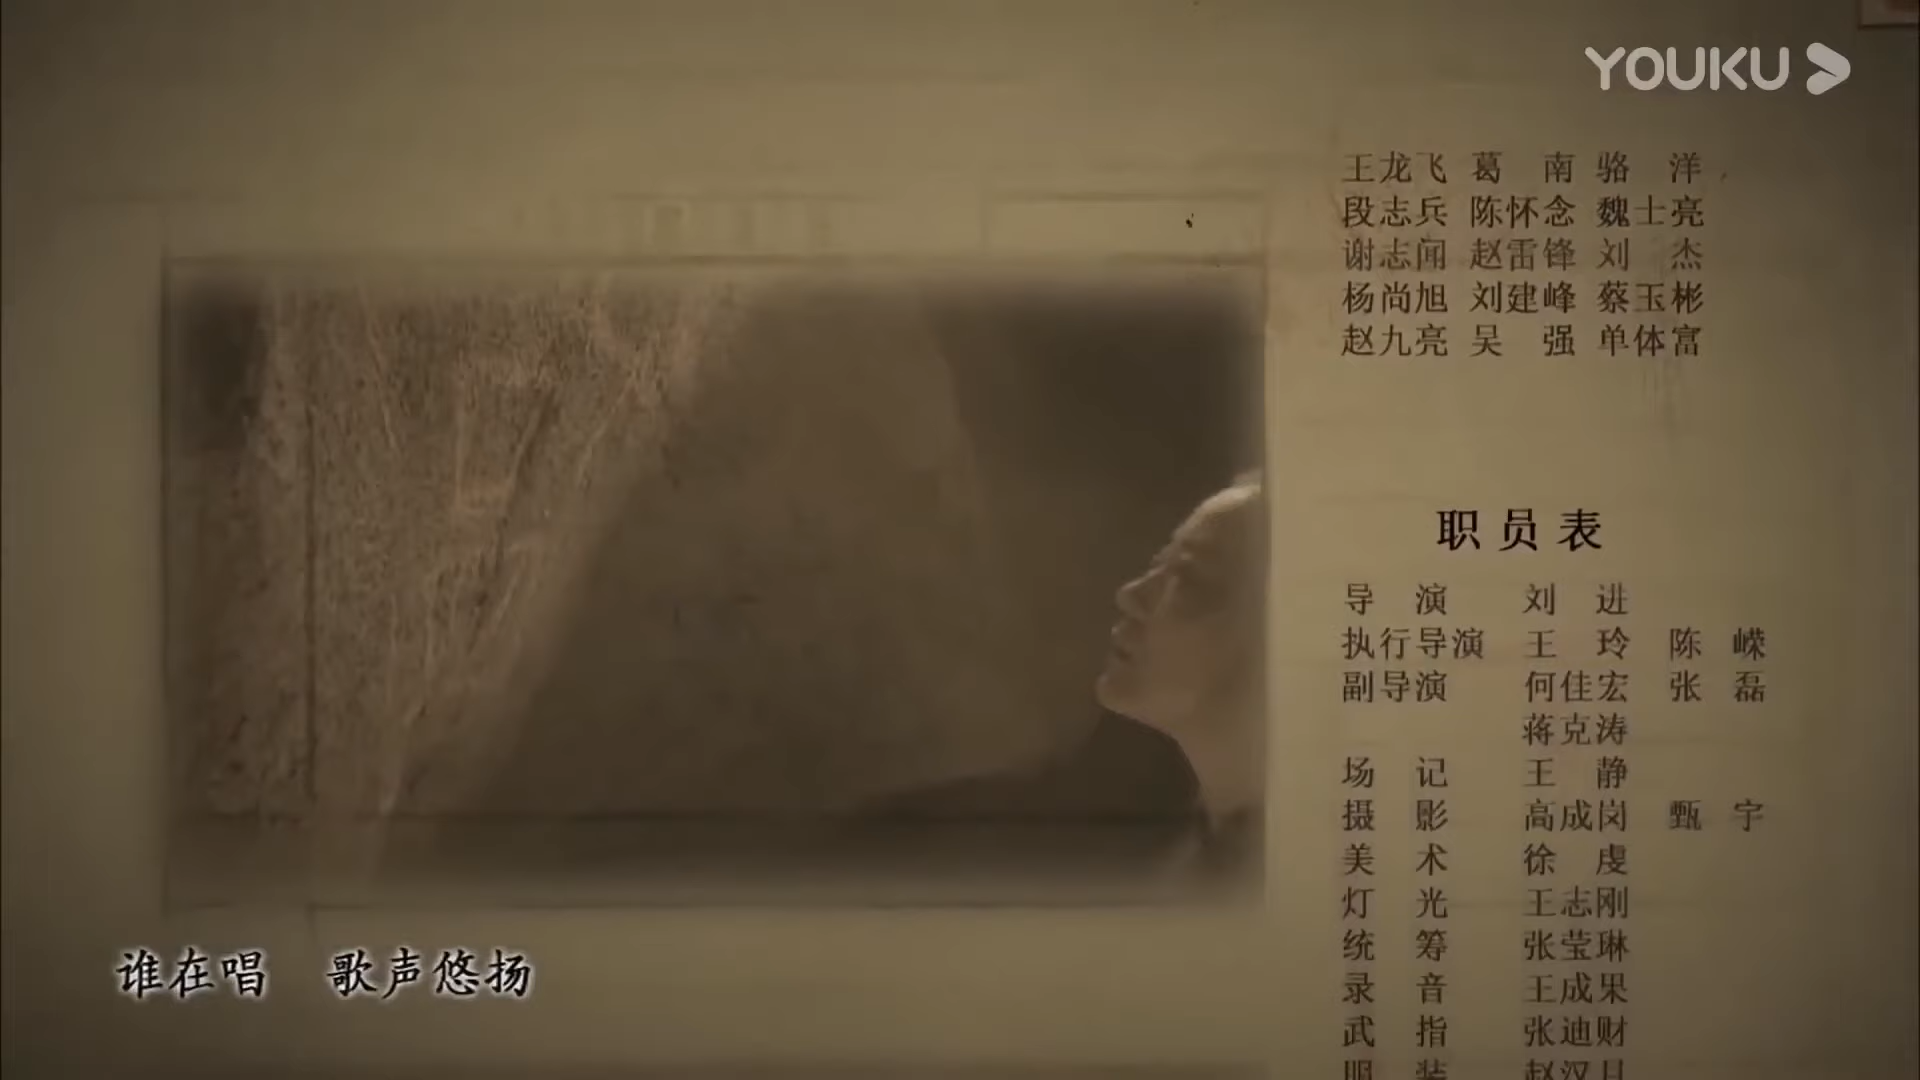 YOUKU
王龙飞 葛 南 骆 洋
段志兵 陈怀念 魏士亮
谢志闻 赵雷锋 刘 杰
杨尚旭 刘建峰 蔡玉彬
赵九亮 吴 强 单体富
职员表
导 演 刘 进
执行导演 王 玲 陈 嵘
副导演 何佳宏 张 磊
蒋克涛
场 记 王 静
摄 影 高成岗 甄 宇
美 术 徐 虔
灯 光 王志刚
统 筹 张莹琳
录 音 王成果
武 指 张迪财
谁在唱 歌声悠扬